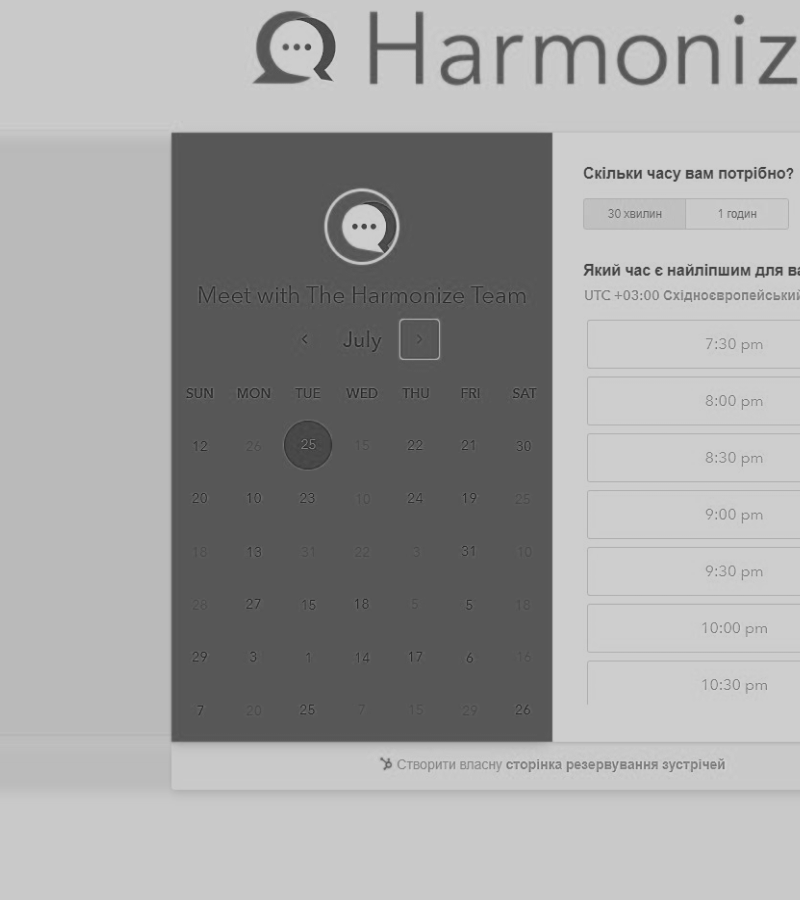 Harmoniz
Meet with The Harmonize Team
July
SUN MON TUE WED THU FRI SAT
12 26 25 15 22 21 30
20 10 23 10 24 19 25
18 13 31 22 3 31 10
28 27 15 18 5 5 18
29 3 1 14 17 6 16
7 20 25 7 15 29 26
Скільки часу вам потрібно?
30 хвилин 1 годин
Який час є найліпшим для ва
UTC +03:00 Східноєвропейський
7:30 pm
8:00 pm
8:30 pm
9:00 pm
9:30 pm
10:00 pm
10:30 pm
Створити власну сторінка резервування зустрічей